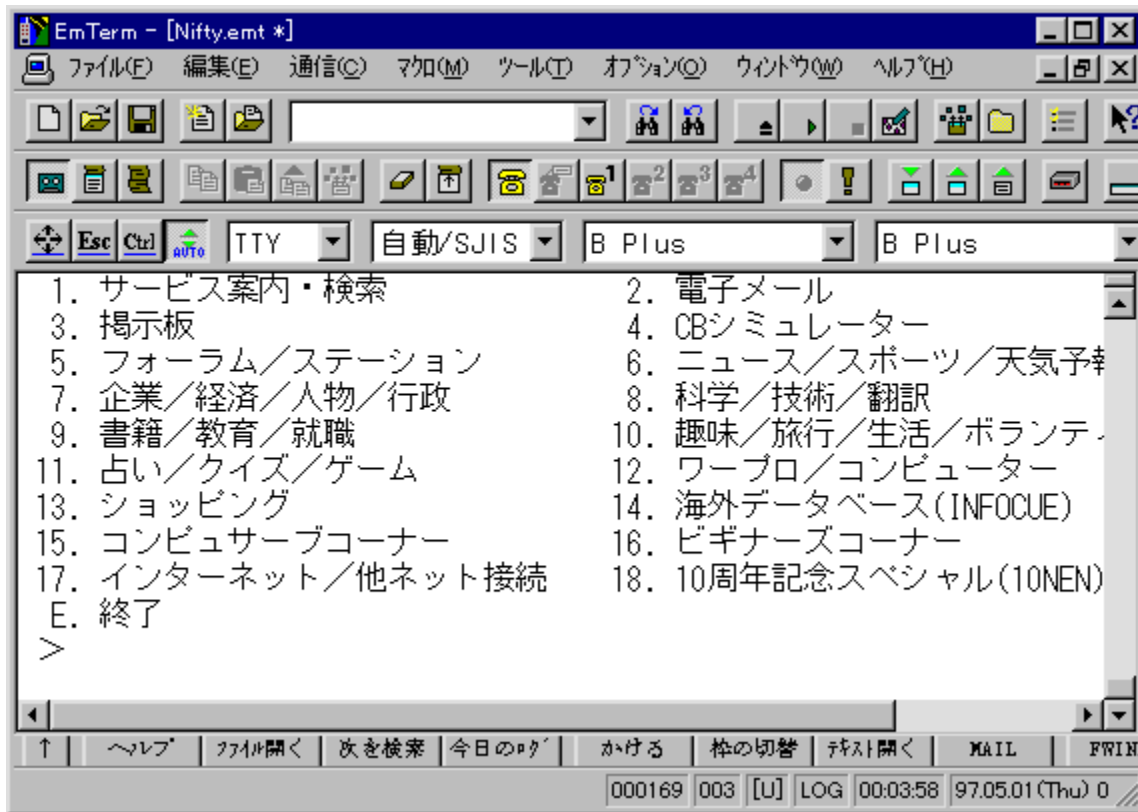 EmTerm - [Nifty.emt *]
ファイル(F) 編集(E) 通信(C) マクロ(M) ツール(T) オプション(O) ウィンドウ(W) ヘルプ(H)
1 2 3 4
Esc Ctrl AUTO TTY 自動/SJIS B Plus B Plus
1. サービス案内・検索 2. 電子メール
3. 掲示板 4. CBシミュレーター
5. フォーラム／ステーション 6. ニュース／スポーツ／天気予報
7. 企業／経済／人物／行政 8. 科学／技術／翻訳
9. 書籍／教育／就職 10. 趣味／旅行／生活／ボランティ
11. 占い／クイズ／ゲーム 12. ワープロ／コンピューター
13. ショッピング 14. 海外データベース(INFOCUE)
15. コンピュサーブコーナー 16. ビギナーズコーナー
17. インターネット／他ネット接続 18. 10周年記念スペシャル(10NEN)
E. 終了
>
↑ ヘルプ ファイル開く 次を検索 今日のログ かける 枠の切替 テキスト開く MAIL FWIN
000169 003 [U] LOG 00:03:58 97.05.01(Thu) 0